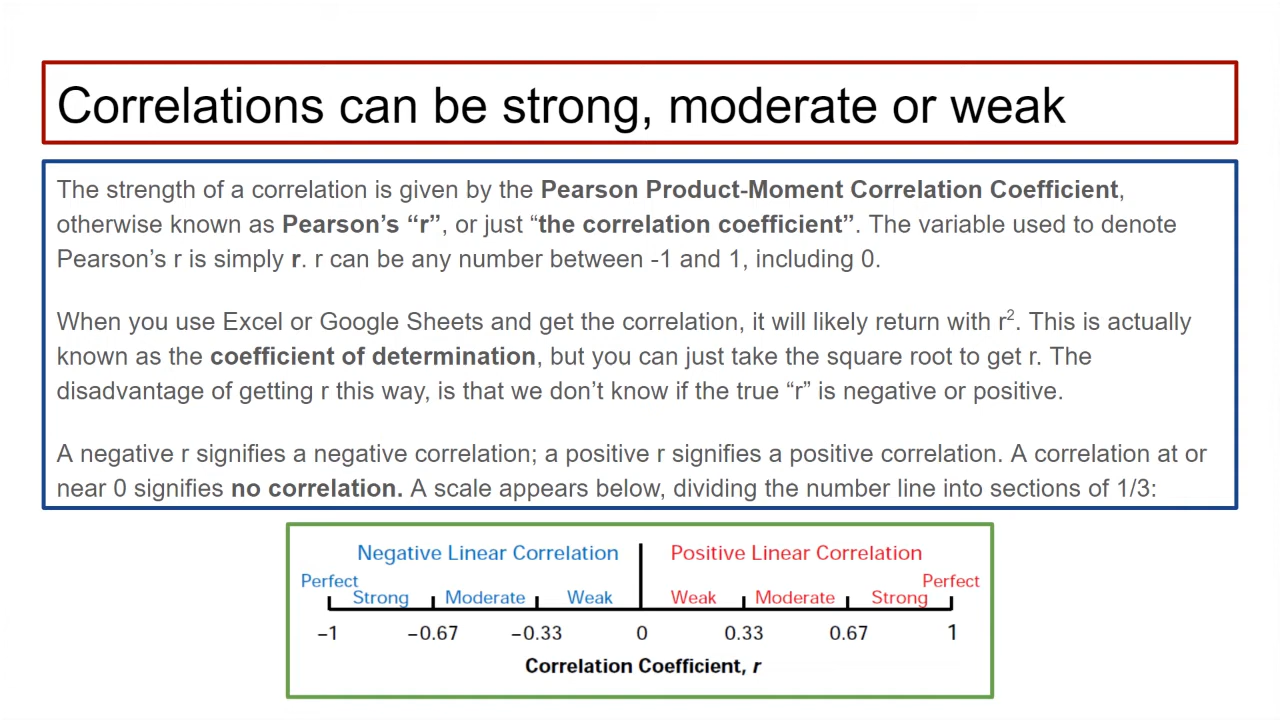 Correlations can be strong, moderate or weak
The strength of a correlation is given by the Pearson Product-Moment Correlation Coefficient,
otherwise known as Pearson’s “r”, or just “the correlation coefficient”. The variable used to denote
Pearson’s r is simply r. r can be any number between -1 and 1, including 0.
When you use Excel or Google Sheets and get the correlation, it will likely return with r². This is actually
known as the coefficient of determination, but you can just take the square root to get r. The
disadvantage of getting r this way, is that we don’t know if the true “r” is negative or positive.
A negative r signifies a negative correlation; a positive r signifies a positive correlation. A correlation at or
near 0 signifies no correlation. A scale appears below, dividing the number line into sections of 1/3:
Negative Linear Correlation Positive Linear Correlation
Perfect Perfect
Strong Moderate Weak Weak Moderate Strong
−1 −0.67 −0.33 0 0.33 0.67 1
Correlation Coefficient, r